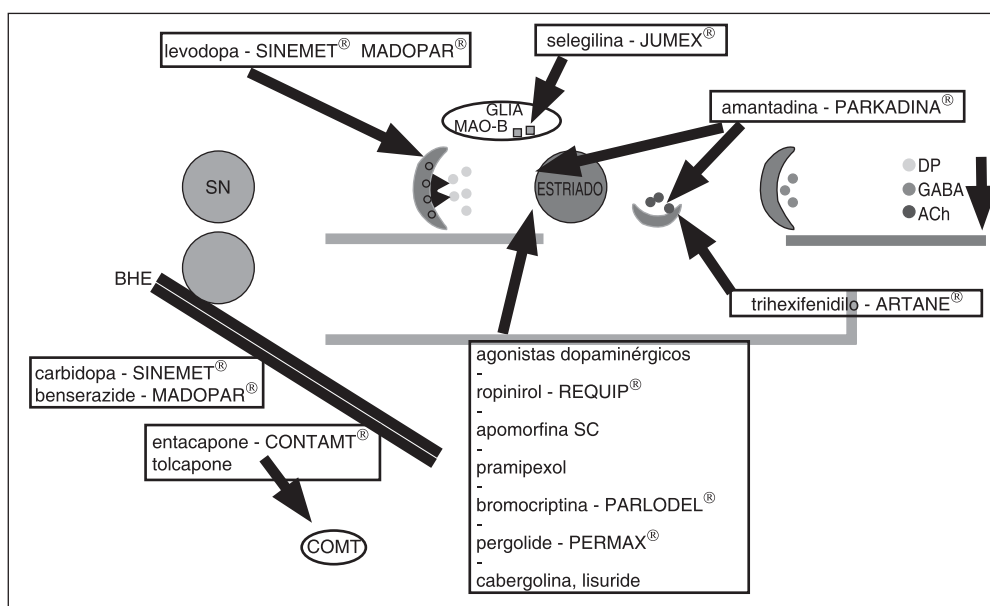 levodopa - SINEMET® MADOPAR®
selegilina - JUMEX®
GLIA
MAO-B
amantadina - PARKADINA®
SN
ESTRIADO
DP
GABA
ACh
BHE
trihexifenidilo - ARTANE®
carbidopa - SINEMET®
benserazide - MADOPAR®
entacapone - CONTAMT®
tolcapone
COMT
agonistas dopaminérgicos
-
ropinirol - REQUIP®
-
apomorfina SC
-
pramipexol
-
bromocriptina - PARLODEL®
-
pergolide - PERMAX®
-
cabergolina, lisuride